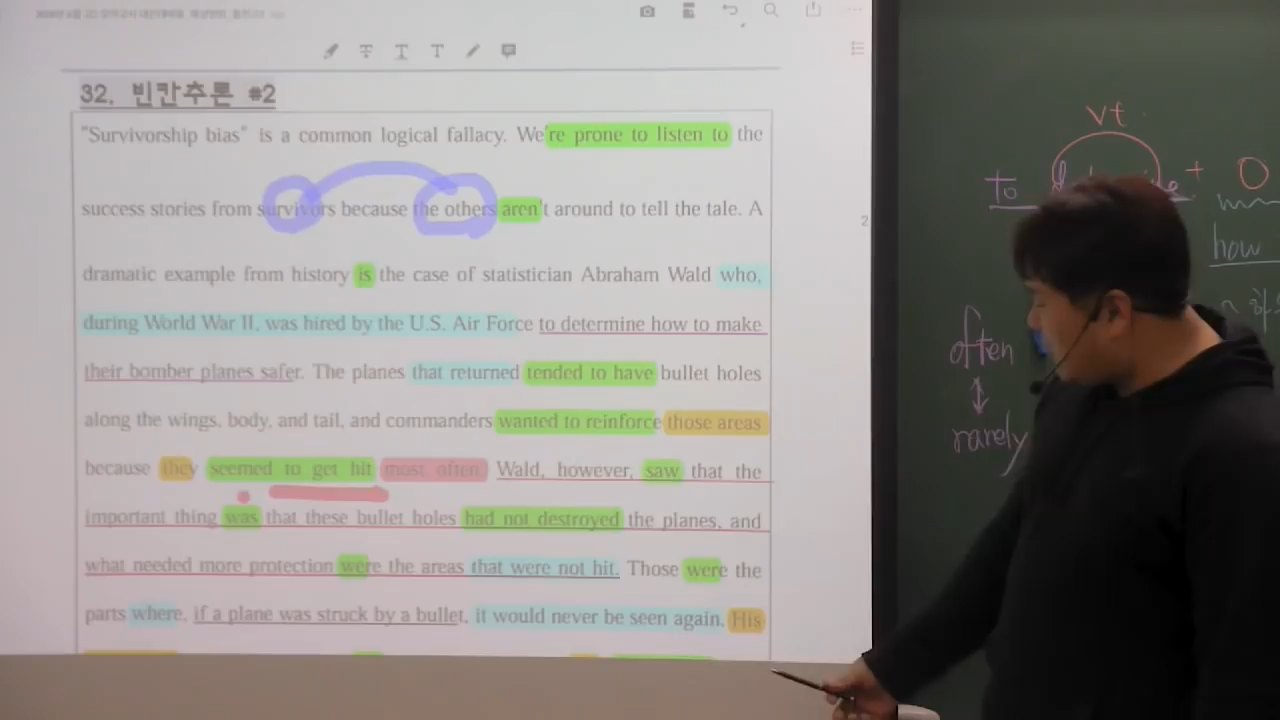 32. 빈칸추론 #2
"Survivorship bias" is a common logical fallacy. We're prone to listen to the
success stories from survivors because the others aren't around to tell the tale. A
dramatic example from history is the case of statistician Abraham Wald who,
during World War II, was hired by the U.S. Air Force to determine how to make
their bomber planes safer. The planes that returned tended to have bullet holes
along the wings, body, and tail, and commanders wanted to reinforce those areas
because they seemed to get hit most often. Wald, however, saw that the
important thing was that these bullet holes had not destroyed the planes, and
what needed more protection were the areas that were not hit. Those were the
parts where, if a plane was struck by a bullet, it would never be seen again. His
2
vt
to
+ O
how
often
↕
rarely